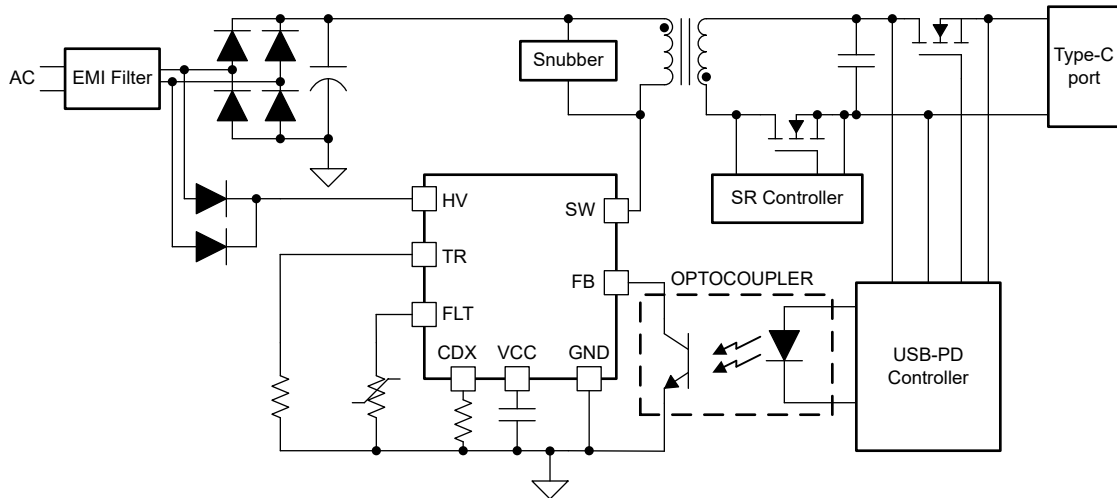 AC
EMI Filter
Snubber
Type-C
port
SR Controller
HV
SW
TR
FB
OPTOCOUPLER
FLT
CDX
VCC
GND
USB-PD
Controller